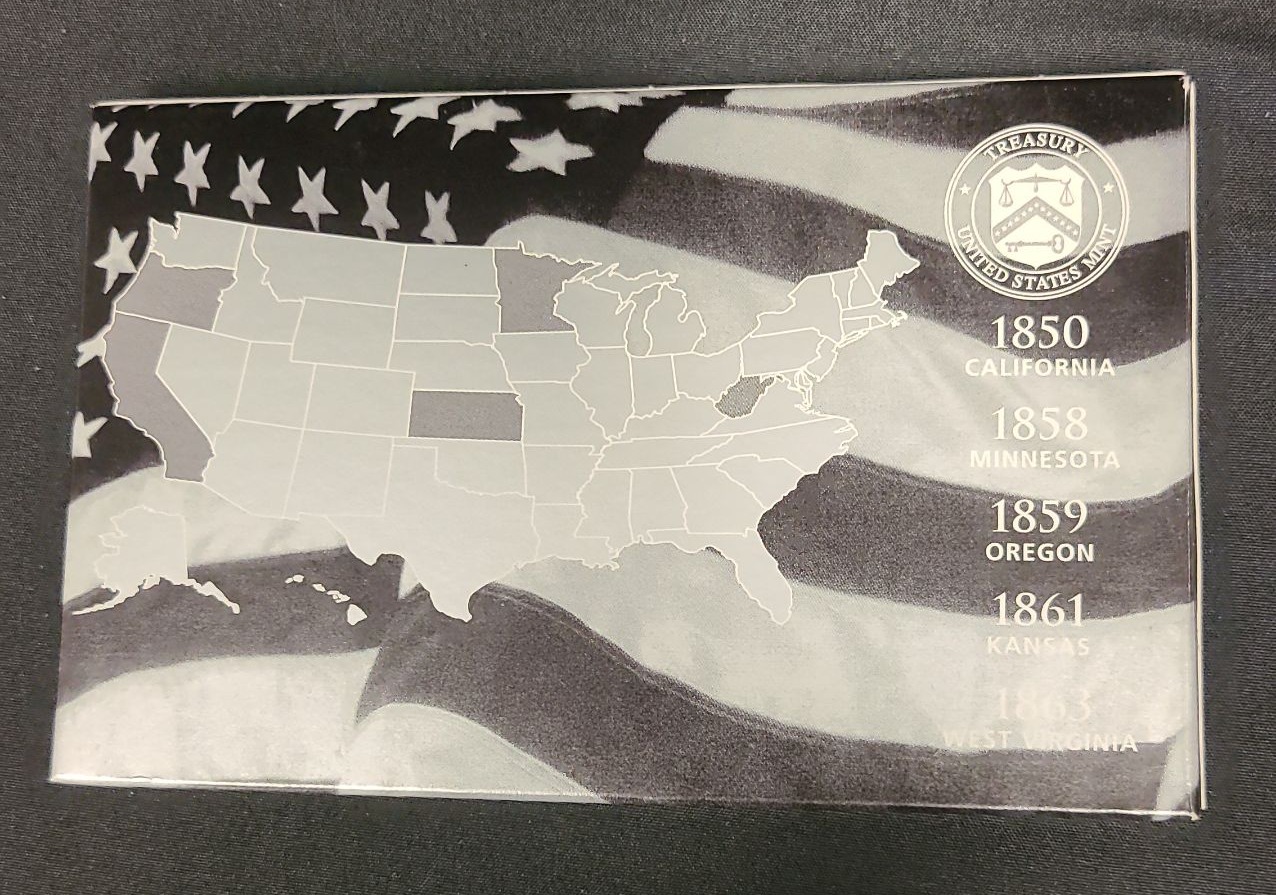 TREASURY
UNITED STATES MINT
1850
CALIFORNIA
1858
MINNESOTA
1859
OREGON
1861
KANSAS
1863
WEST VIRGINIA